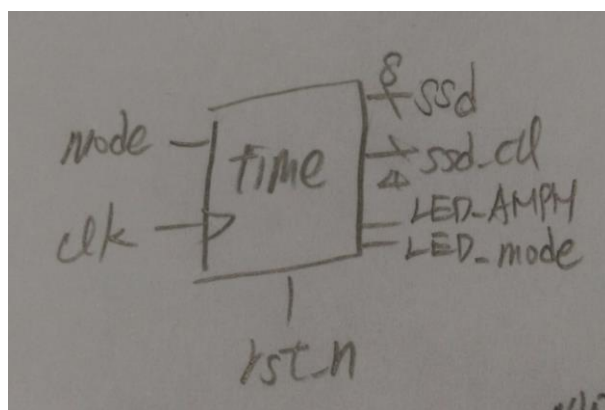 8
ssd
mode
time
ssd_ctl
4
LED_AMPM
clk
LED_mode
rst_n